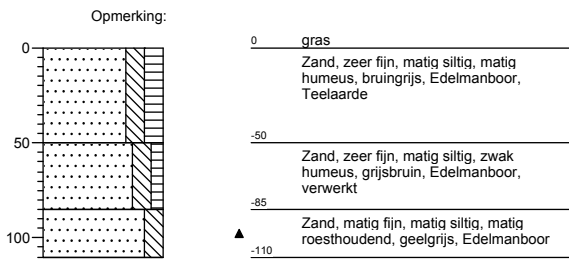 Opmerking:
0
50
100
0 gras
Zand, zeer fijn, matig siltig, matig
humeus, bruingrijs, Edelmanboor,
Teelaarde
-50
Zand, zeer fijn, matig siltig, zwak
humeus, grijsbruin, Edelmanboor,
verwerkt
-85
Zand, matig fijn, matig siltig, matig
roesthoudend, geelgrijs, Edelmanboor
-110